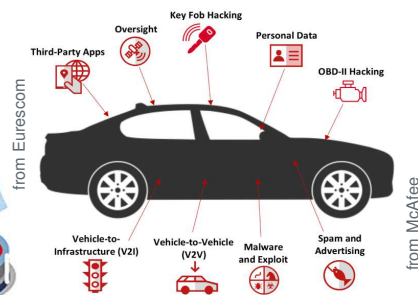 Key Fob Hacking
Oversight
Personal Data
Third-Party Apps
OBD-II Hacking
from Eurescom
Vehicle-to-
Infrastructure (V2I)
Vehicle-to-Vehicle
(V2V)
Malware
and Exploit
Spam and
Advertising
from McAfee